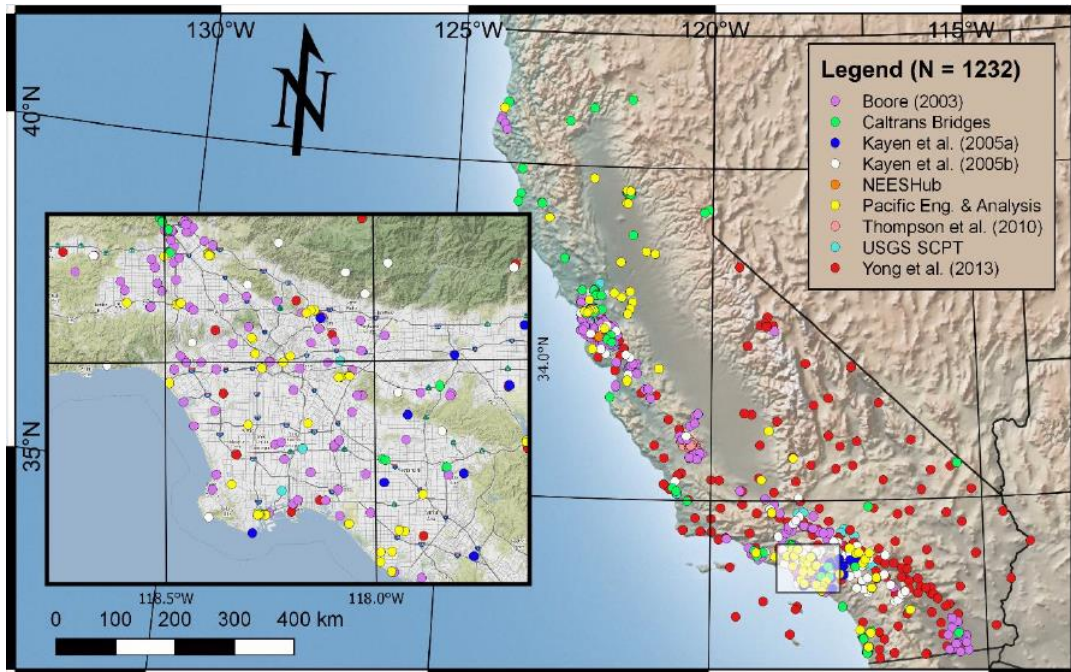 130°W
125°W
120°W
115°W
N
40°N
35°N
Legend (N = 1232)
Boore (2003)
Caltrans Bridges
Kayen et al. (2005a)
Kayen et al. (2005b)
NEESHub
Pacific Eng. & Analysis
Thompson et al. (2010)
USGS SCPT
Yong et al. (2013)
34.0°N
118.5°W
118.0°W
0 100 200 300 400 km